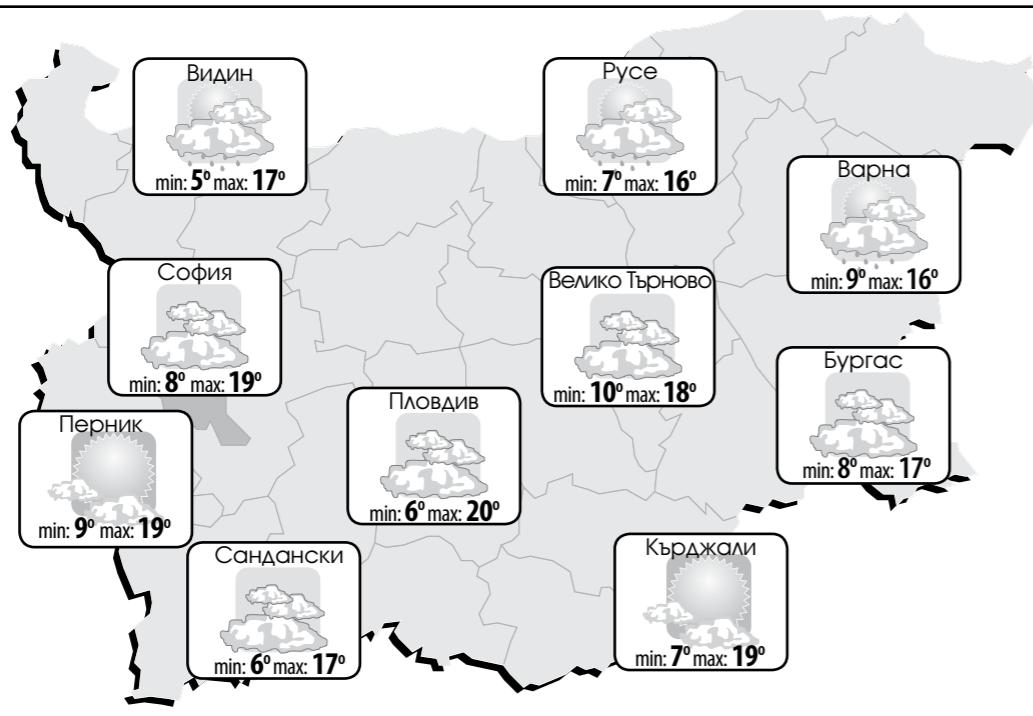 Видин
min: 5° max: 17°
Русе
min: 7° max: 16°
Варна
min: 9° max: 16°
София
min: 8° max: 19°
Велико Търново
min: 10° max: 18°
Бургас
min: 8° max: 17°
Пловдив
min: 6° max: 20°
Перник
min: 9° max: 19°
Сандански
min: 6° max: 17°
Кърджали
min: 7° max: 19°